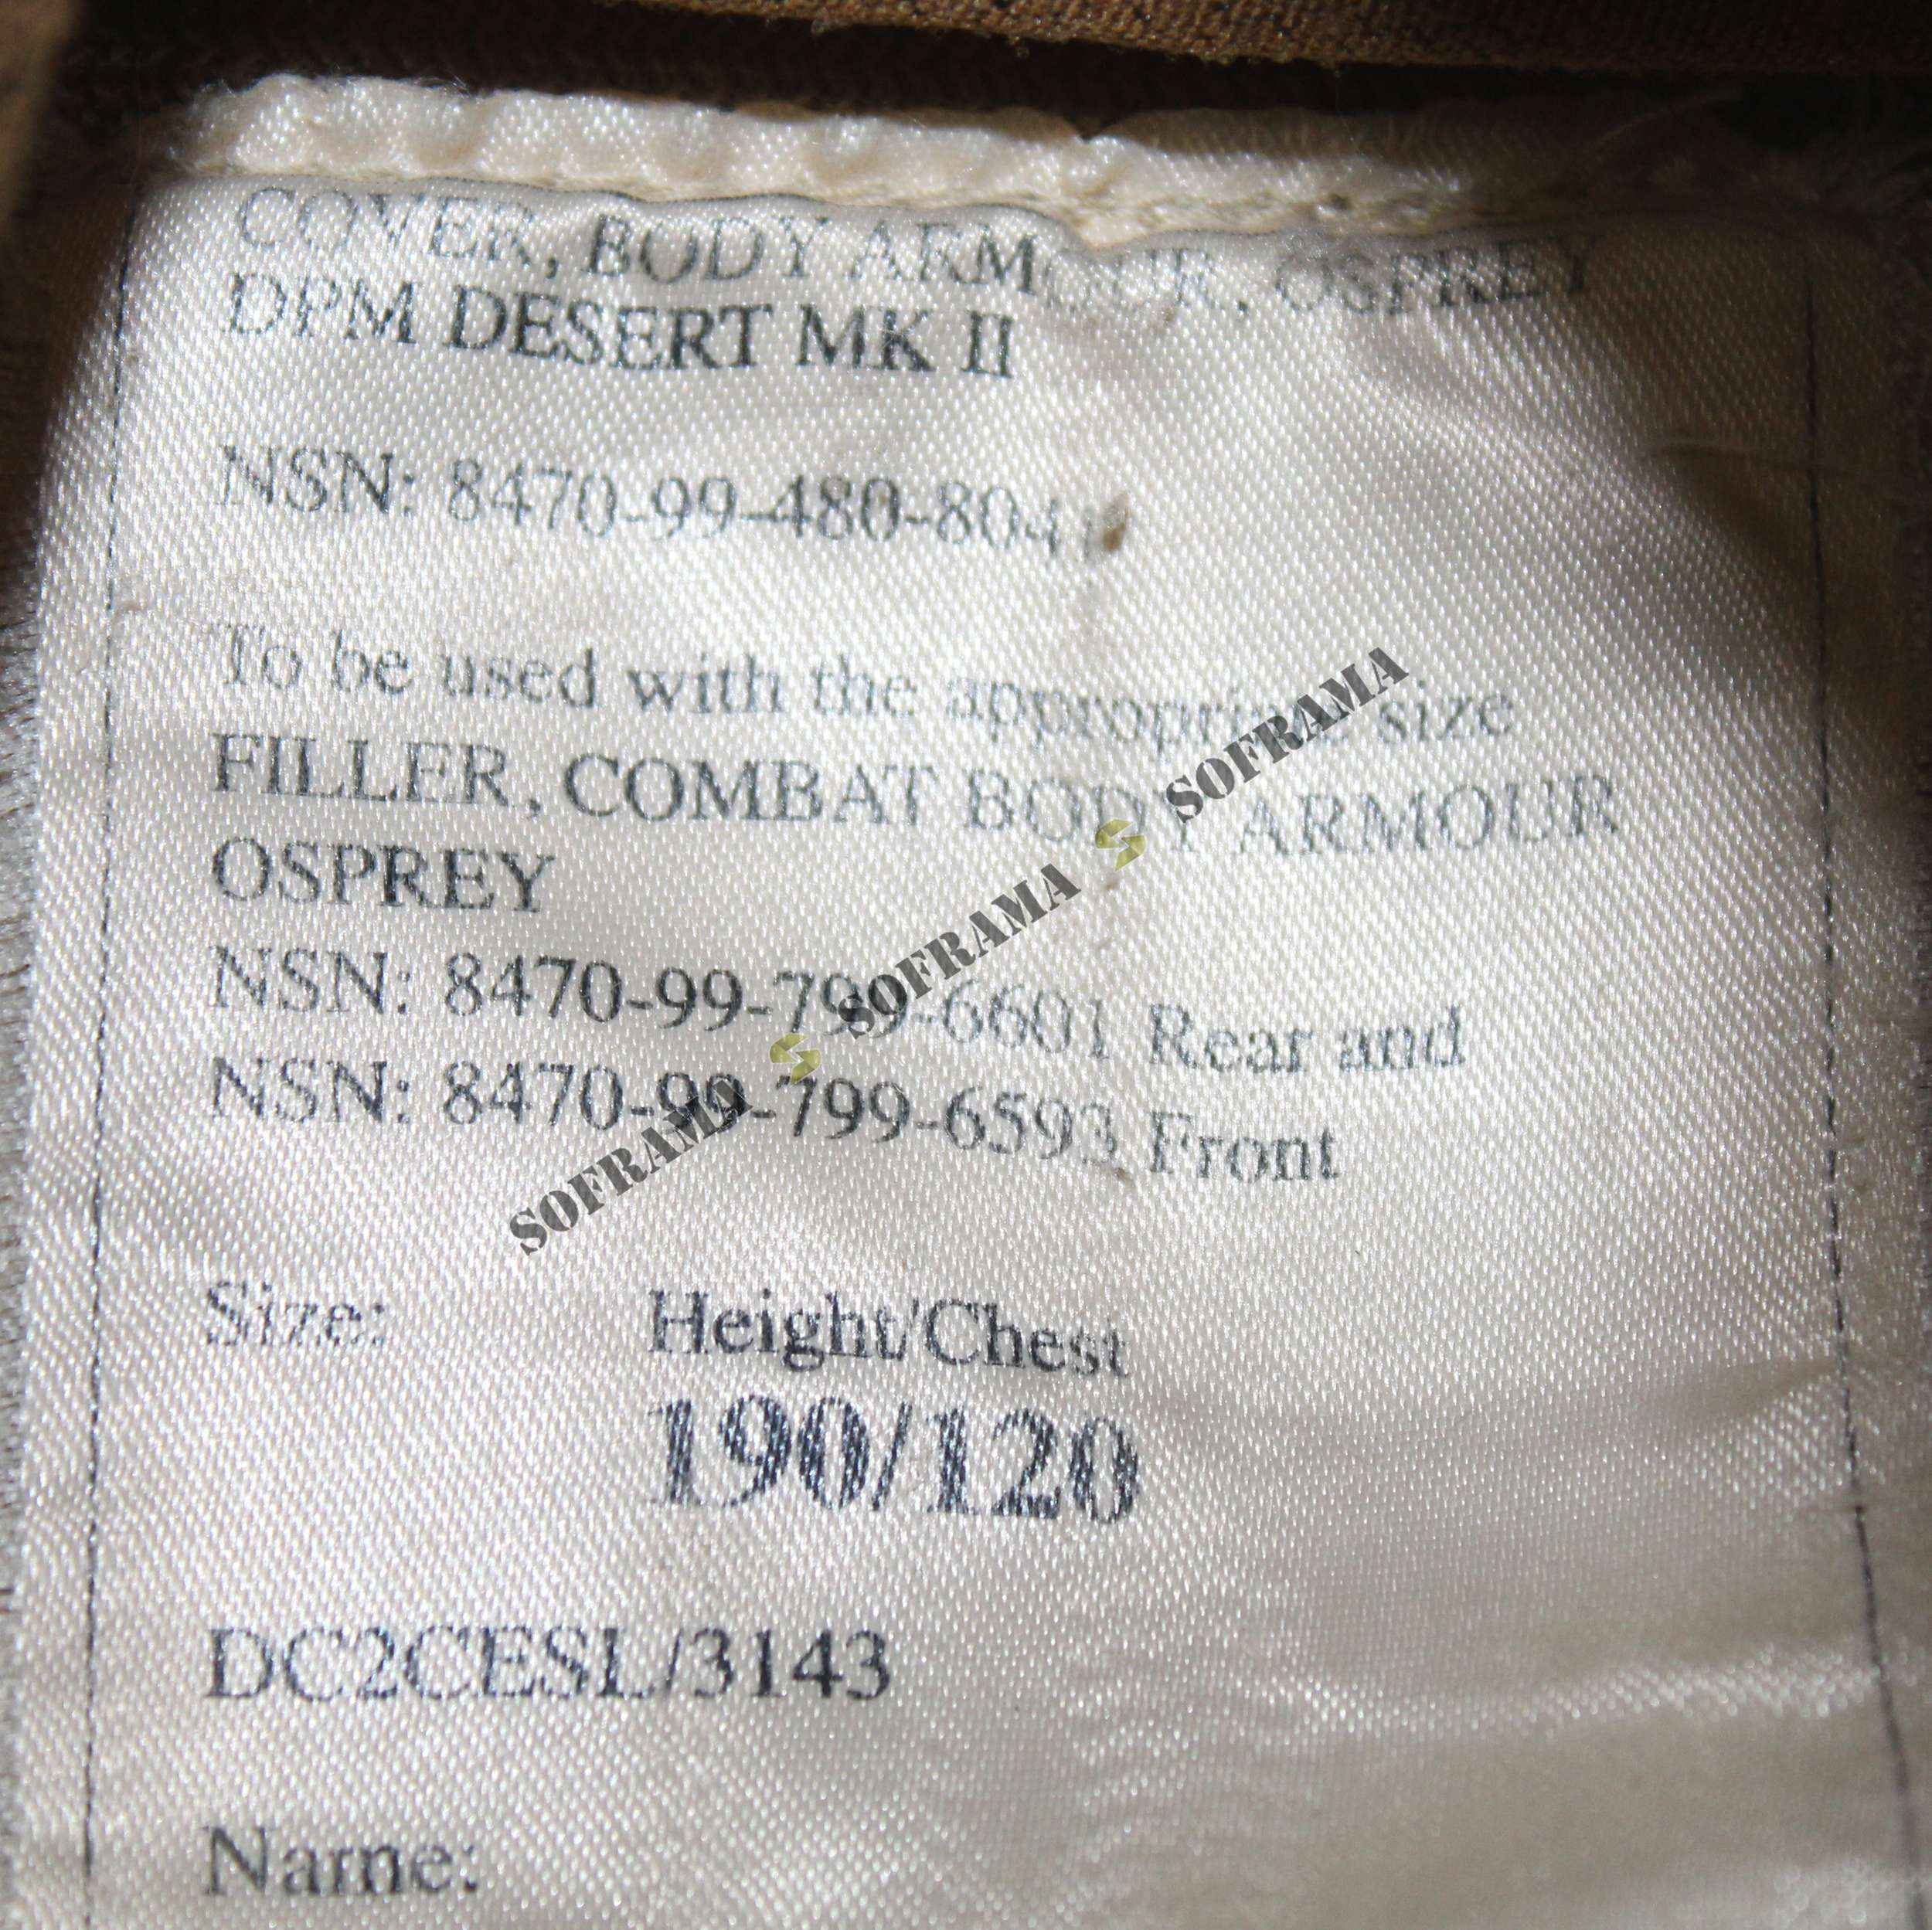 COVER, BODY ARMOUR, OSPREY
DPM DESERT MK II
NSN: 8470-99-480-804
To be used with the appropriate size
FILLER, COMBAT BODY ARMOUR
OSPREY
NSN: 8470-99-799-6601 Rear and
NSN: 8470-99-799-6593 Front
Size: Height/Chest
190/120
DC2CESL/3143
Name:
SOFRAMA SOFRAMA SOFRAMA